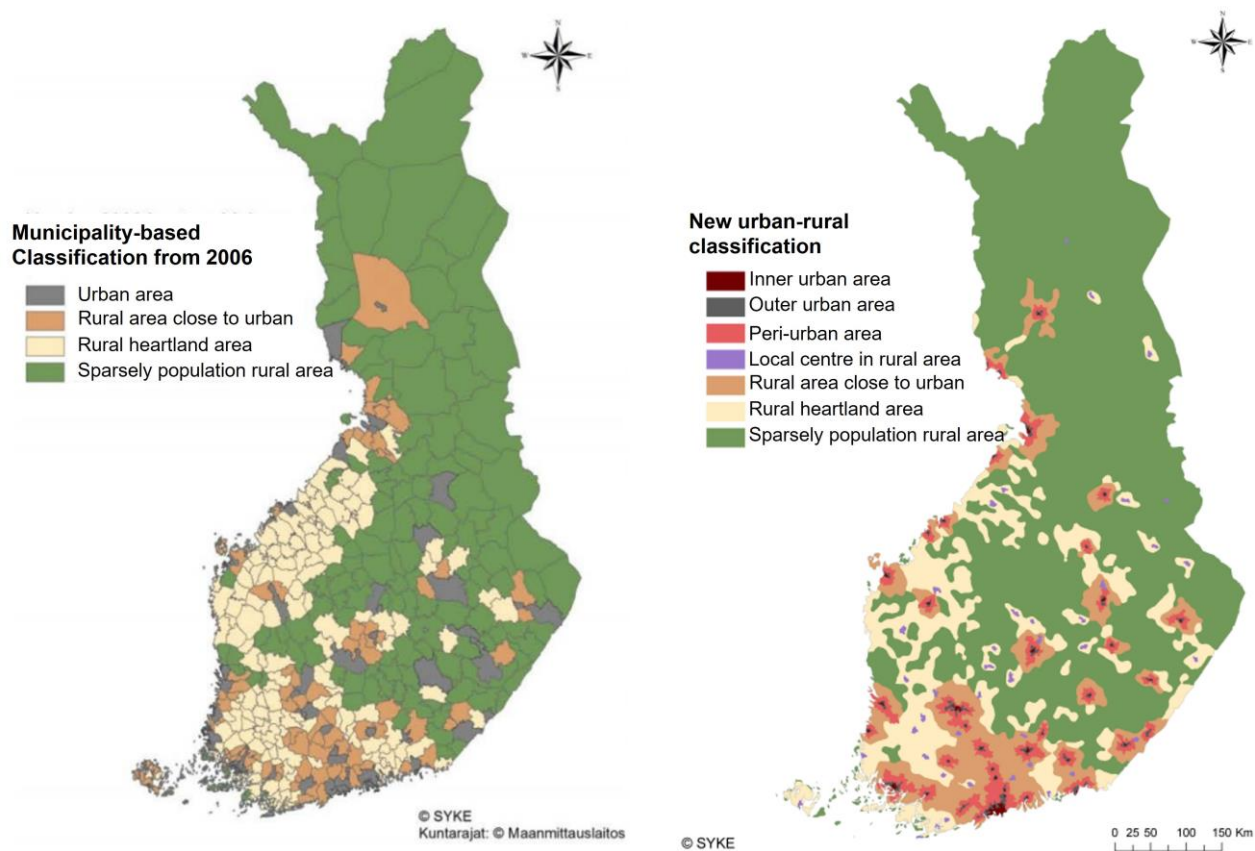 N
W E
S
Municipality-based
Classification from 2006
Urban area
Rural area close to urban
Rural heartland area
Sparsely population rural area
© SYKE
Kuntarajat: © Maanmittauslaitos
N
W E
S
New urban-rural
classification
Inner urban area
Outer urban area
Peri-urban area
Local centre in rural area
Rural area close to urban
Rural heartland area
Sparsely population rural area
© SYKE
0 25 50 100 150 Km